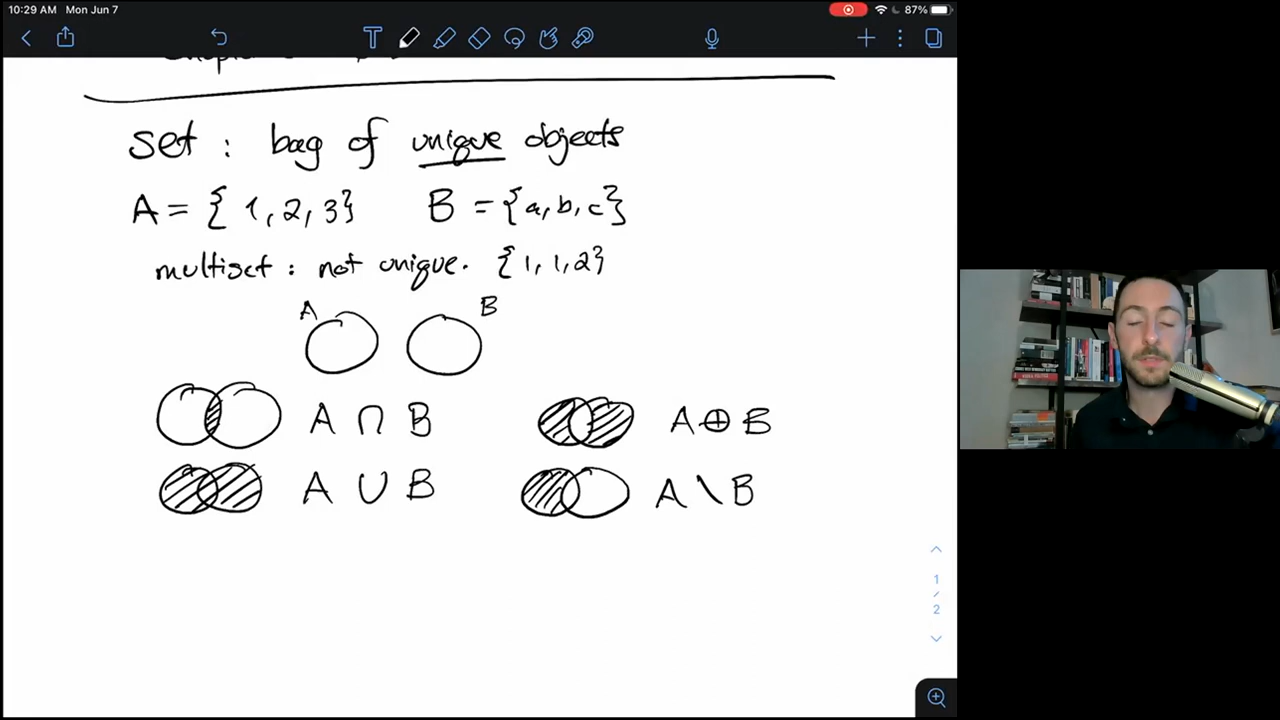 10:29 AM Mon Jun 7
87%
set : bag of unique objects
A = { 1, 2, 3} B = {a, b, c}
multiset : not unique. {1, 1, 2}
A B
A ∩ B A ⊕ B
A ∪ B A \ B
1
/
2